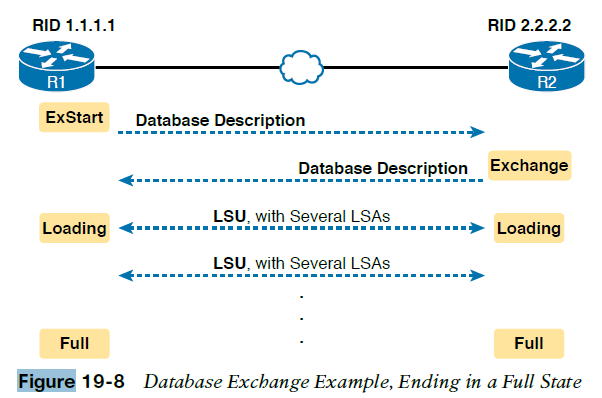 RID 1.1.1.1
RID 2.2.2.2
R1
R2
ExStart
Database Description
Database Description
Exchange
Loading
LSU, with Several LSAs
Loading
LSU, with Several LSAs
.
.
.
Full
Full
Figure 19-8 Database Exchange Example, Ending in a Full State